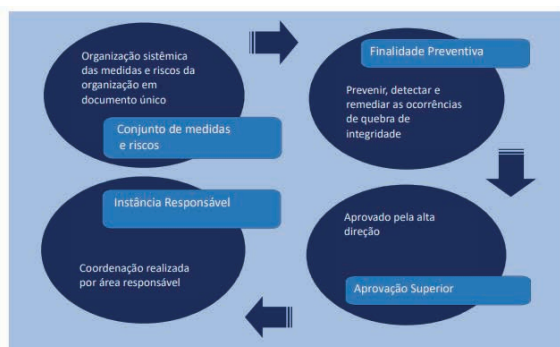 Organização sistêmica
das medidas e riscos da
organização em
documento único
Conjunto de medidas
e riscos
Finalidade Preventiva
Prevenir, detectar e
remediar as ocorrências
de quebra de
integridade
Aprovado pela alta
direção
Aprovação Superior
Instância Responsável
Coordenação realizada
por área responsável